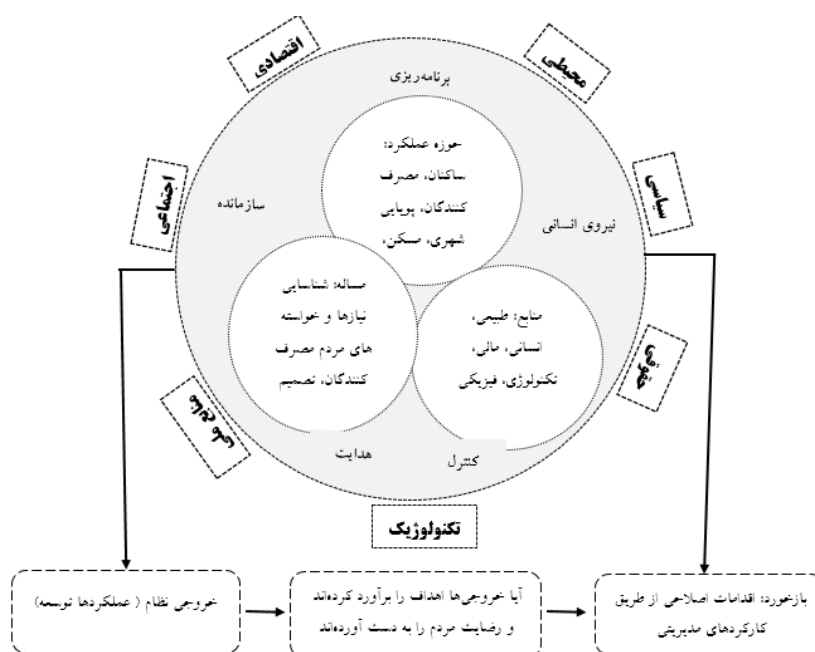 اقتصادی
محیطی
برنامه‌ریزی
حوزه عملکرد:
ساکنان، مصرف
کنندگان، پویایی
شهری، مسکن،
اجتماعی
سیاسی
سازمانده
نیروی انسانی
مساله: شناسایی
نیازها و خواسته
های مردم مصرف
کنندگان، تصمیم
منابع: طبیعی،
انسانی، مالی،
تکنولوژی، فیزیکی
حقوقی
منابع ملی
هدایت
کنترل
تکنولوژیک
بازخورد: اقدامات اصلاحی از طریق
کارکردهای مدیریتی
آیا خروجی‌ها اهداف را برآورد کرده‌اند
و رضایت مردم را به دست آورده‌اند
خروجی نظام ( عملکردها توسعه)